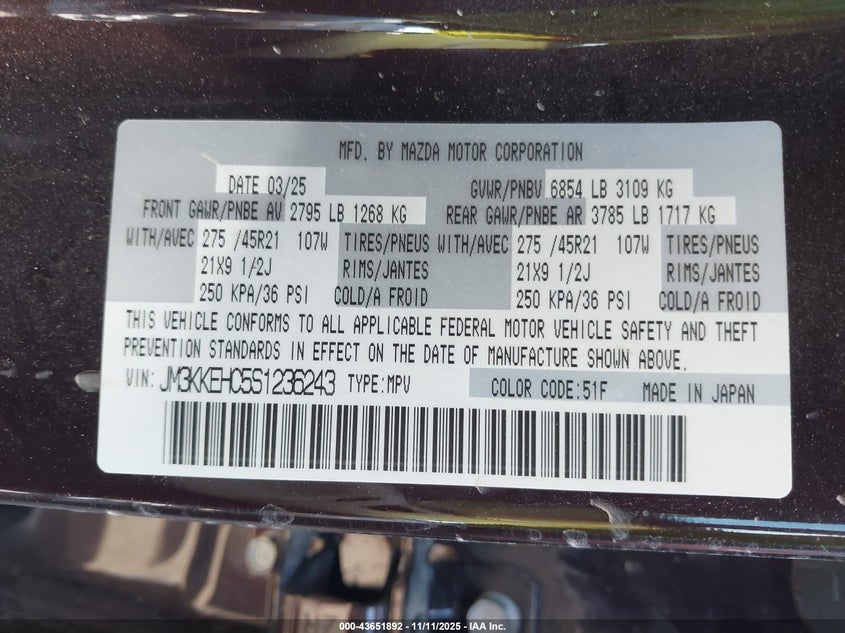 MFD. BY MAZDA MOTOR CORPORATION
DATE 03/25 GVWR/PNBV 6854 LB 3109 KG
FRONT GAWR/PNBE AV 2795 LB 1268 KG REAR GAWR/PNBE AR 3785 LB 1717 KG
WITH/AVEC 275 /45R21 107W TIRES/PNEUS WITH/AVEC 275 /45R21 107W TIRES/PNEUS
21X9 1/2J RIMS/JANTES 21X9 1/2J RIMS/JANTES
250 KPA/36 PSI COLD/A FROID 250 KPA/36 PSI COLD/A FROID
THIS VEHICLE CONFORMS TO ALL APPLICABLE FEDERAL MOTOR VEHICLE SAFETY AND THEFT
PREVENTION STANDARDS IN EFFECT ON THE DATE OF MANUFACTURE SHOWN ABOVE.
VIN: JM3KKEHC5S1236243 TYPE:MPV COLOR CODE:51F MADE IN JAPAN
000-43651892 - 11/11/2025 - IAA Inc.